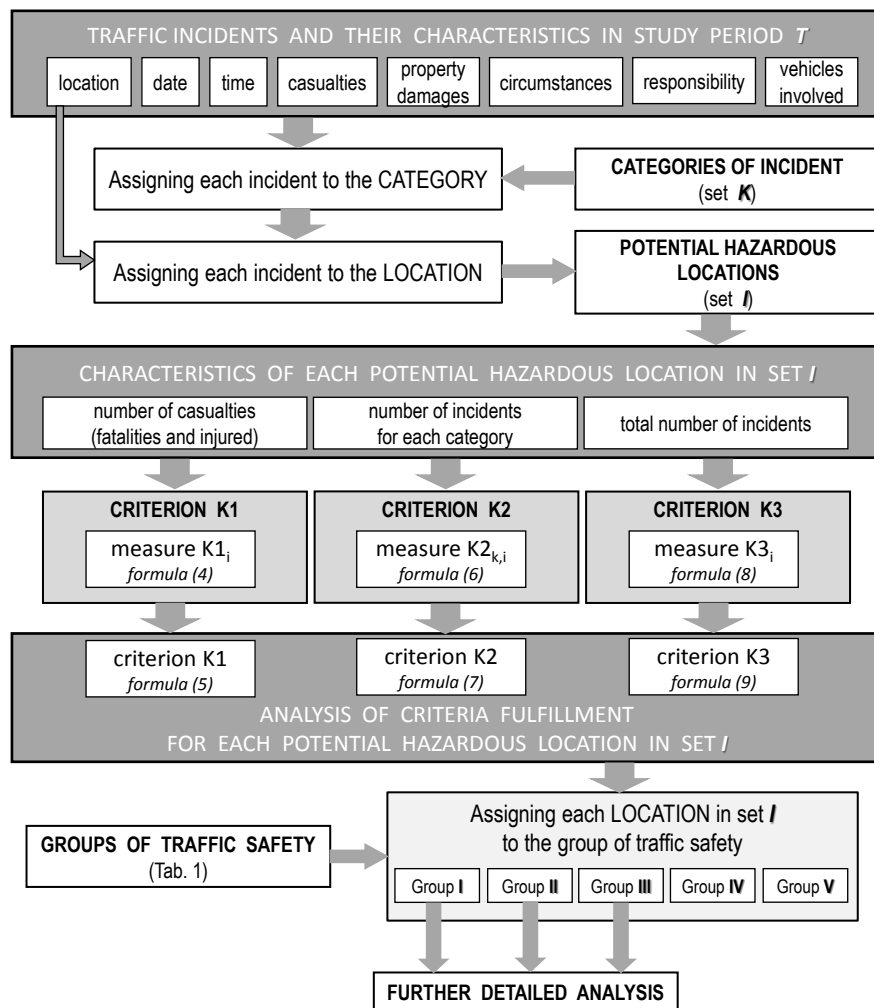 TRAFFIC INCIDENTS AND THEIR CHARACTERISTICS IN STUDY PERIOD T
location
date
time
casualties
property
damages
circumstances
responsibility
vehicles
involved
Assigning each incident to the CATEGORY
CATEGORIES OF INCIDENT
(set K)
Assigning each incident to the LOCATION
POTENTIAL HAZARDOUS
LOCATIONS
(set I)
CHARACTERISTICS OF EACH POTENTIAL HAZARDOUS LOCATION IN SET I
number of casualties
(fatalities and injured)
number of incidents
for each category
total number of incidents
CRITERION K1
measure K1i
formula (4)
CRITERION K2
measure K2k,i
formula (6)
CRITERION K3
measure K3i
formula (8)
criterion K1
formula (5)
criterion K2
formula (7)
criterion K3
formula (9)
ANALYSIS OF CRITERIA FULFILLMENT
FOR EACH POTENTIAL HAZARDOUS LOCATION IN SET I
GROUPS OF TRAFFIC SAFETY
(Tab. 1)
Assigning each LOCATION in set I
to the group of traffic safety
Group I
Group II
Group III
Group IV
Group V
FURTHER DETAILED ANALYSIS